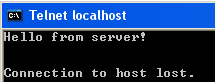 Telnet localhost
Hello from server!
Connection to host lost.